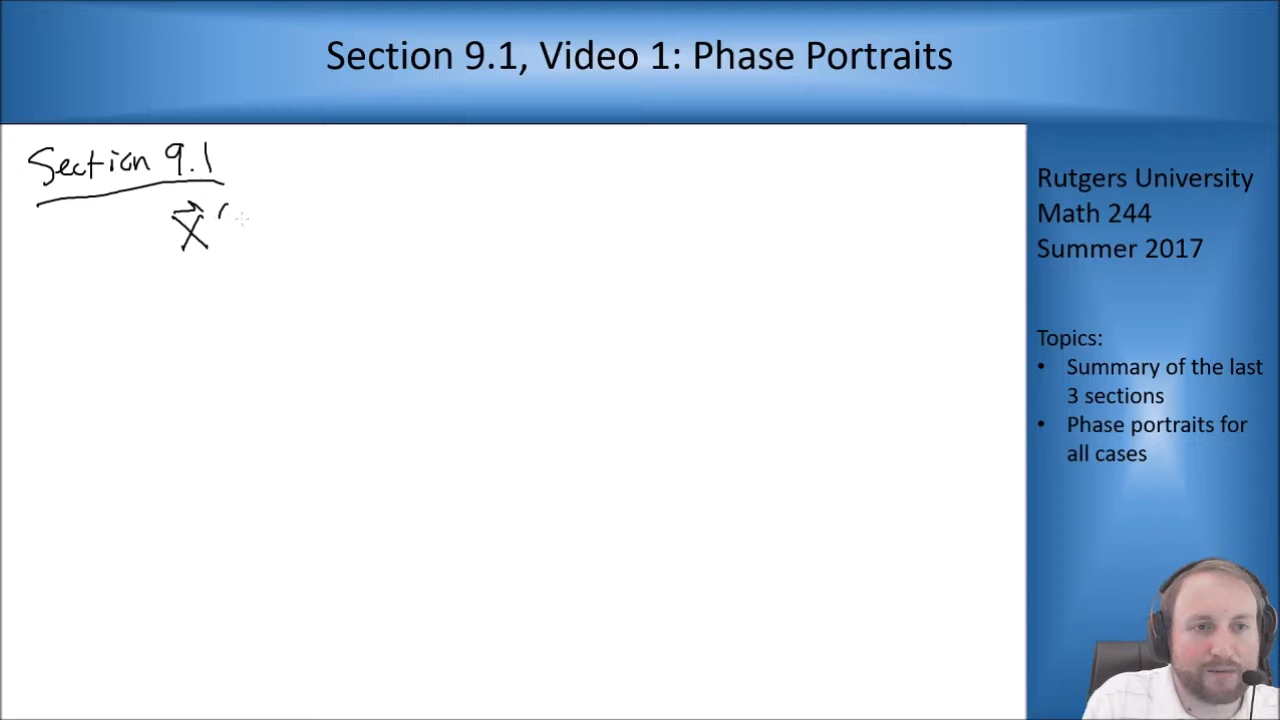 Section 9.1, Video 1: Phase Portraits
Section 9.1
x⃗'
Rutgers University
Math 244
Summer 2017
Topics:
• Summary of the last
3 sections
• Phase portraits for
all cases